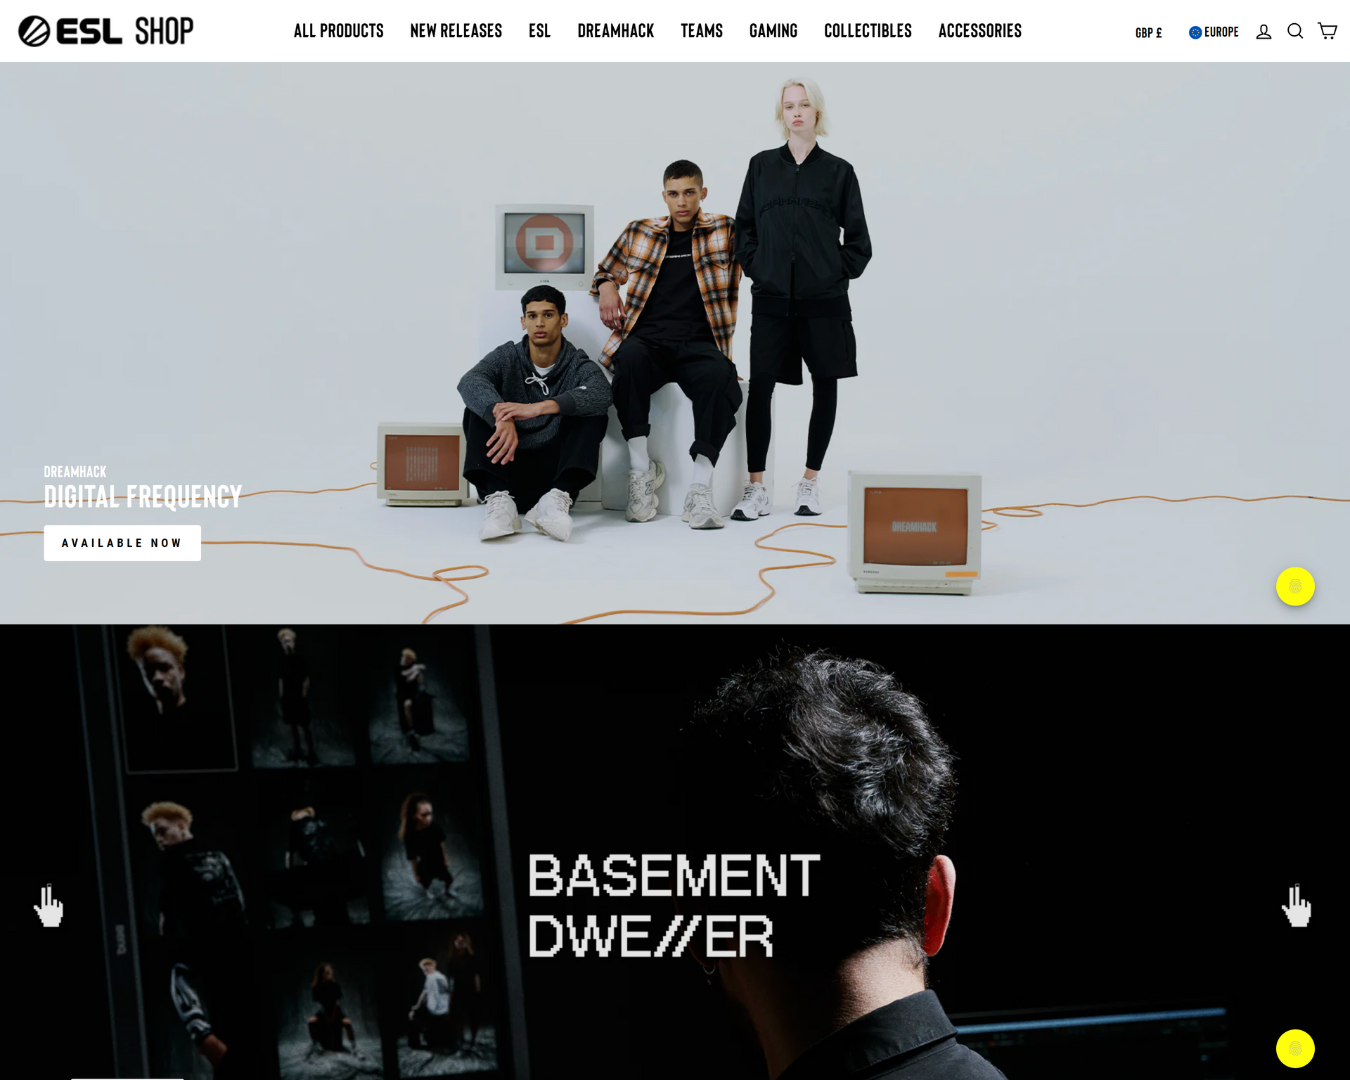 ESL SHOP
ALL PRODUCTS
NEW RELEASES
ESL
DREAMHACK
TEAMS
GAMING
COLLECTIBLES
ACCESSORIES
GBP £
EUROPE
D
DREAMHACK
DREAMHACK
DIGITAL FREQUENCY
AVAILABLE NOW
BASEMENT
DWE//ER